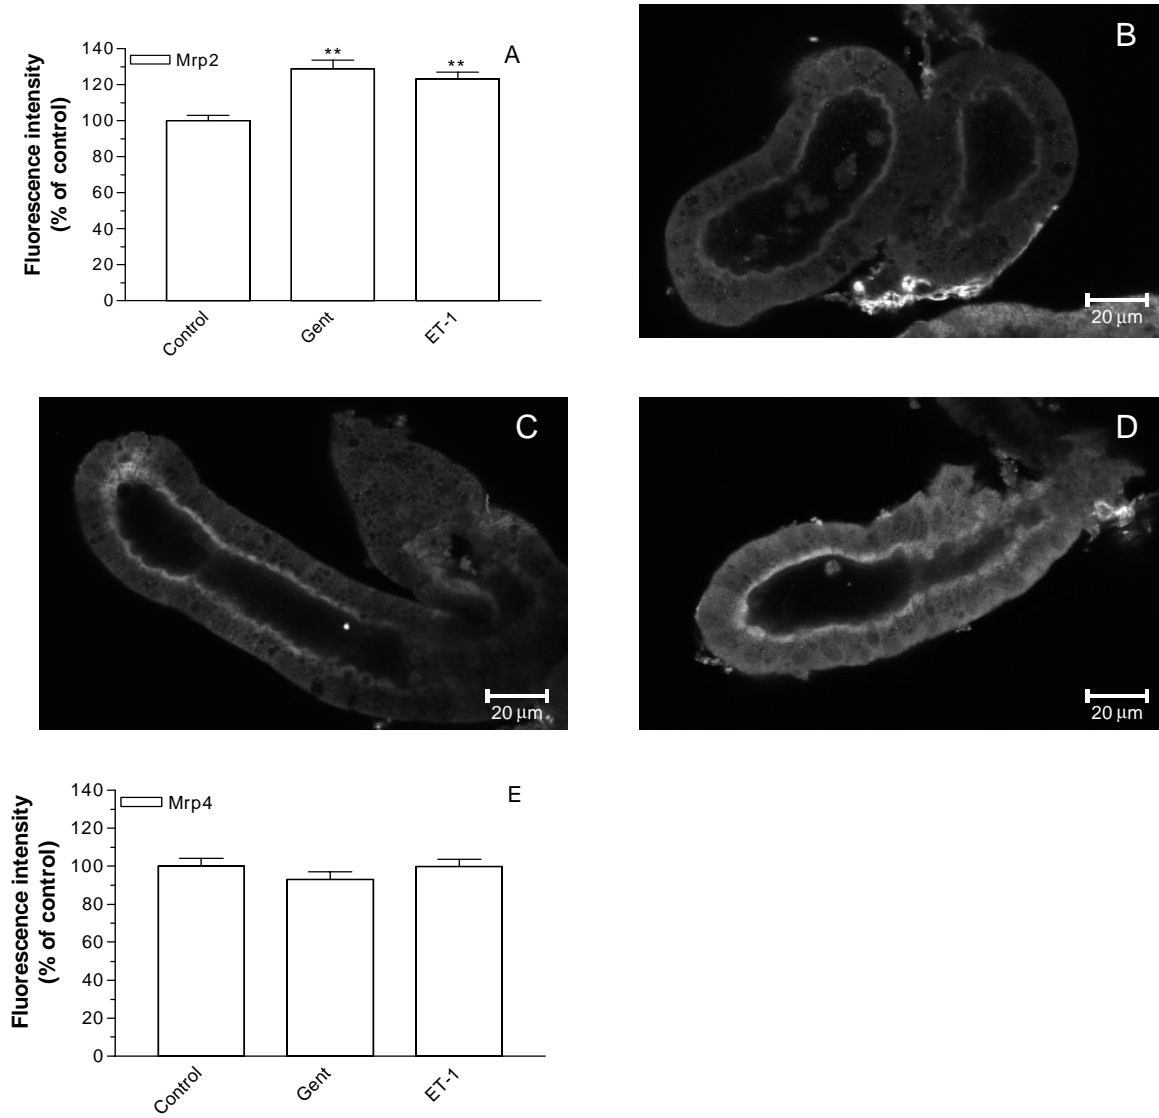 A
Mrp2
Fluorescence intensity
(% of control)
140
120
100
80
60
40
20
0
**
**
Control
Gent
ET-1
B
20 μm
C
20 μm
D
20 μm
E
Mrp4
Fluorescence intensity
(% of control)
140
120
100
80
60
40
20
0
Control
Gent
ET-1